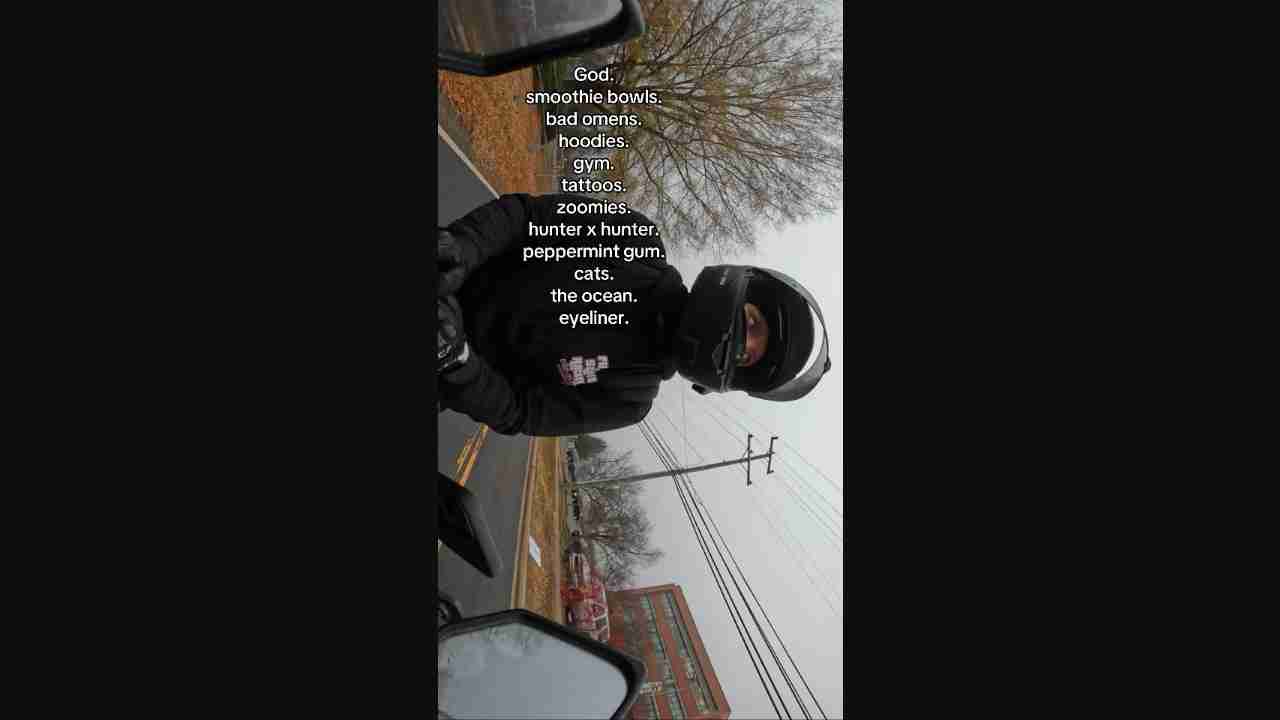 God.
smoothie bowls.
bad omens.
hoodies.
gym.
tattoos.
zoomies.
hunter x hunter.
peppermint gum.
cats.
the ocean.
eyeliner.